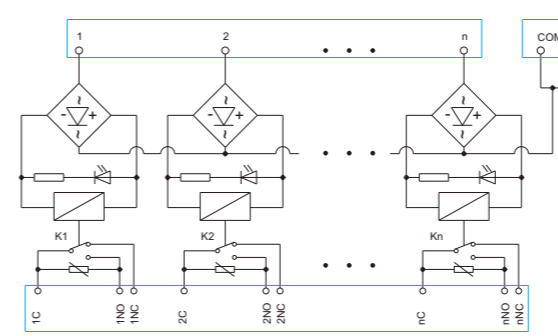 1 2 n COM
- + - + - +
K1 K2 Kn
1C 1NO 1NC 2C 2NO 2NC nC nNO nNC